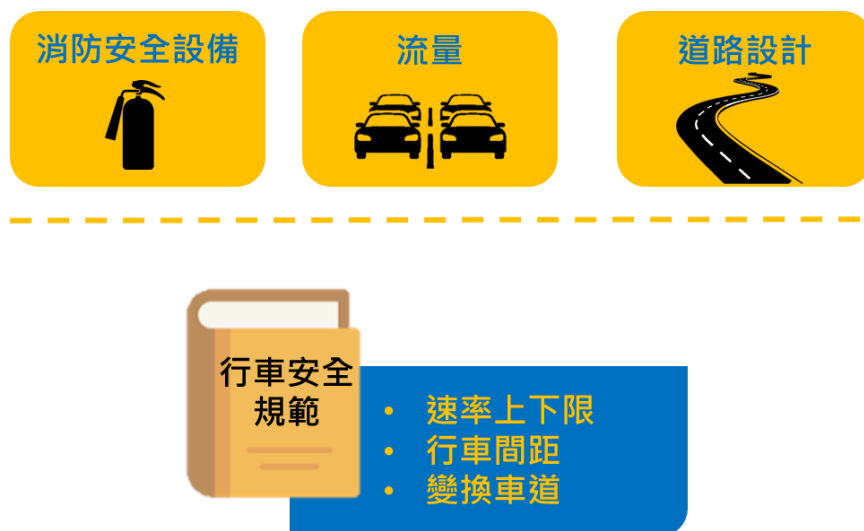 消防安全設備
流量
道路設計
行車安全
規範
• 速率上下限
• 行車間距
• 變換車道